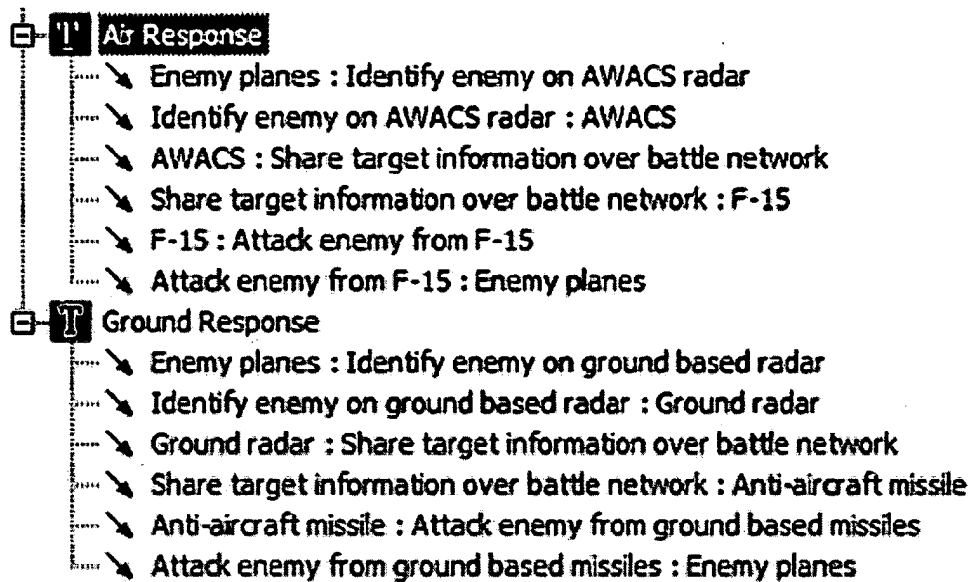 T Air Response
Enemy planes : Identify enemy on AWACS radar
Identify enemy on AWACS radar : AWACS
AWACS : Share target information over battle network
Share target information over battle network : F-15
F-15 : Attack enemy from F-15
Attack enemy from F-15 : Enemy planes
T Ground Response
Enemy planes : Identify enemy on ground based radar
Identify enemy on ground based radar : Ground radar
Ground radar : Share target information over battle network
Share target information over battle network : Anti-aircraft missile
Anti-aircraft missile : Attack enemy from ground based missiles
Attack enemy from ground based missiles : Enemy planes